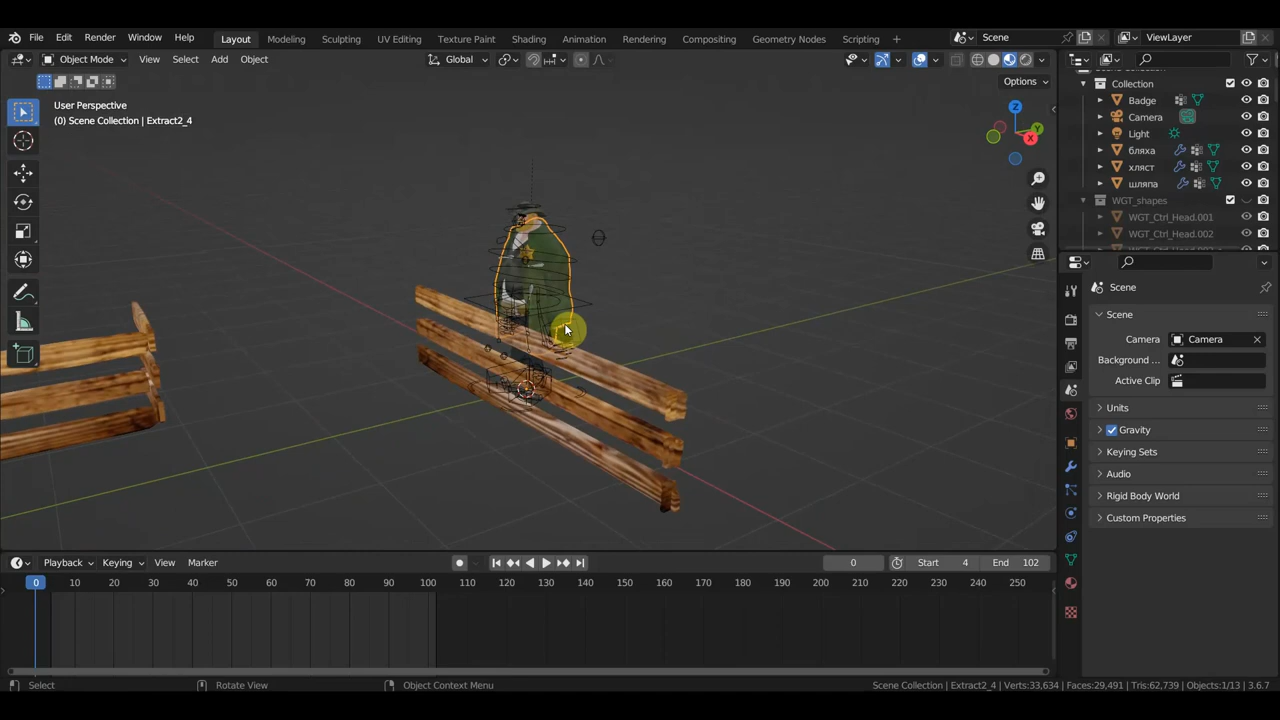 File Edit Render Window Help Layout Modeling Sculpting UV Editing Texture Paint Shading Animation Rendering Compositing Geometry Nodes Scripting + Scene ViewLayer
Object Mode View Select Add Object Global
Options
User Perspective
(0) Scene Collection | Extract2_4
Z
Y
X
Collection
Badge
Camera
Light
бляха
хляст
шляпа
WGT_shapes
WGT_Ctrl_Head.001
WGT_Ctrl_Head.002
Scene
Scene
Camera Camera
Background ...
Active Clip
Units
Gravity
Keying Sets
Audio
Rigid Body World
Custom Properties
Playback Keying View Marker 0 Start 4 End 102
0 10 20 30 40 50 60 70 80 90 100 110 120 130 140 150 160 170 180 190 200 210 220 230 240 250
Select Rotate View Object Context Menu Scene Collection | Extract2_4 | Verts:33,634 | Faces:29,491 | Tris:62,739 | Objects:1/13 | 3.6.7